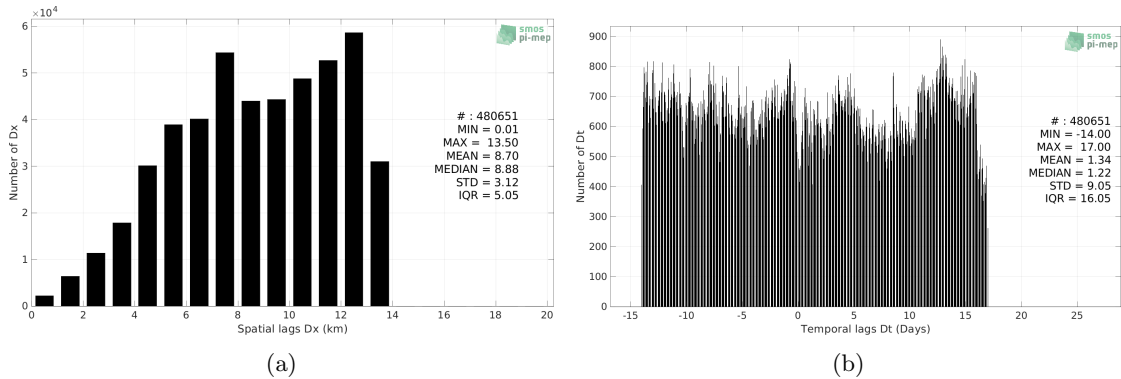 ×10⁴
6
5
4
3
2
1
0
Number of Dx
0 2 4 6 8 10 12 14 16 18 20
Spatial lags Dx (km)
smos
pi-mep
# : 480651
MIN = 0.01
MAX = 13.50
MEAN = 8.70
MEDIAN = 8.88
STD = 3.12
IQR = 5.05
(a)
900
800
700
600
500
400
300
200
100
0
Number of Dt
-15 -10 -5 0 5 10 15 20 25
Temporal lags Dt (Days)
smos
pi-mep
# : 480651
MIN = -14.00
MAX = 17.00
MEAN = 1.34
MEDIAN = 1.22
STD = 9.05
IQR = 16.05
(b)